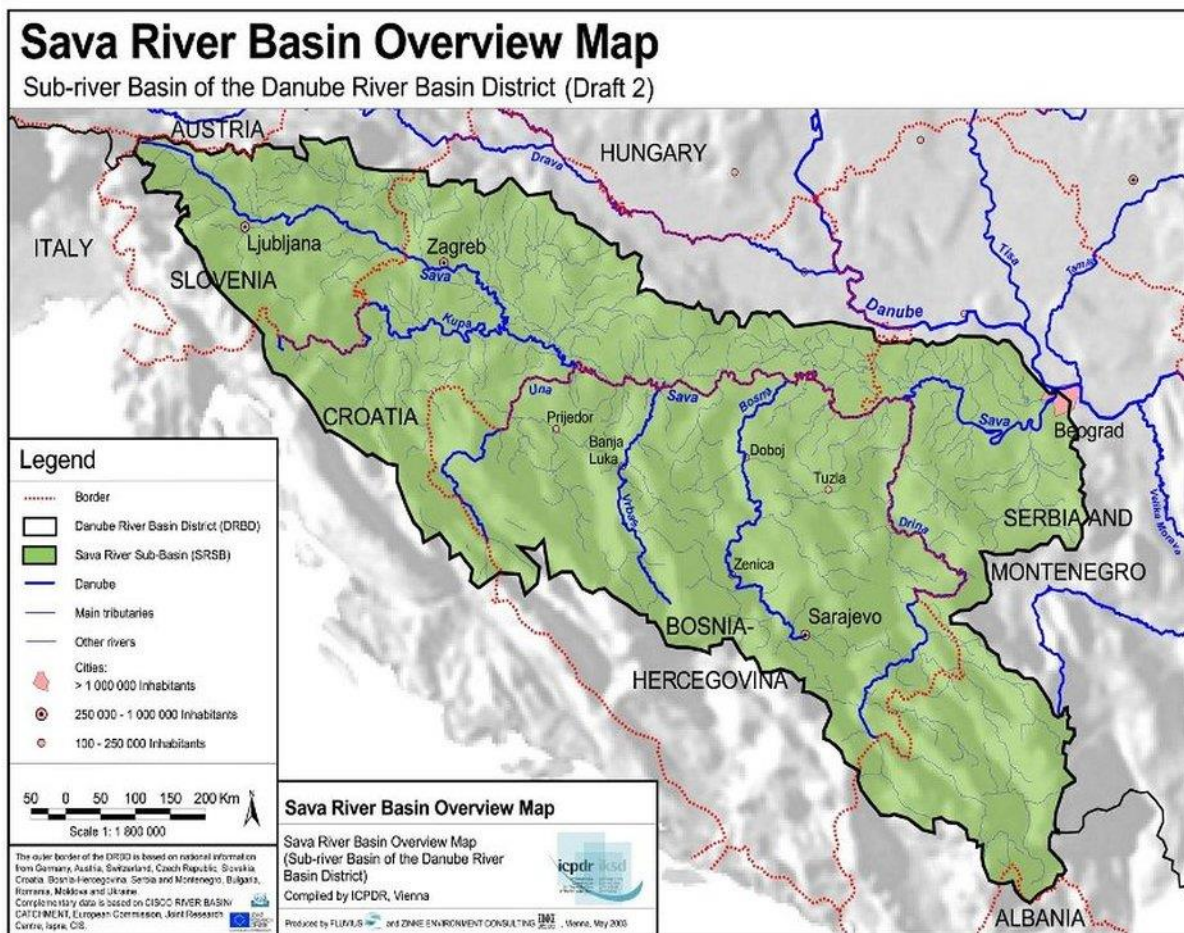 Sava River Basin Overview Map
Sub-river Basin of the Danube River Basin District (Draft 2)
AUSTRIA
HUNGARY
Drava
ITALY
Ljubljana
Zagreb
Sava
SLOVENIA
Tisa
Tamiš
Danube
Kupa
Una
Sava
Bosna
Sava
Beograd
CROATIA
Prijedor
Banja
Luka
Doboj
Tuzla
Vrbas
Drina
Velika Morava
SERBIA AND
MONTENEGRO
Zenica
Sarajevo
BOSNIA-
HERCEGOVINA
ALBANIA
Legend
Border
Danube River Basin District (DRBD)
Sava River Sub-Basin (SRSB)
Danube
Main tributaries
Other rivers
Cities:
> 1 000 000 Inhabitants
250 000 - 1 000 000 Inhabitants
100 - 250 000 Inhabitants
50 0 50 100 150 200 Km
N
Scale 1: 1 800 000
The outer border of the DRBD is based on national information
from Germany, Austria, Switzerland, Czech Republic, Slovakia
Croatia, Bosnia-Hercegovina, Serbia and Montenegro, Bulgaria,
Romania, Moldova and Ukraine.
Complementary data is based on CISCO RIVER BASIN/
CATCHMENT, European Commission, Joint Research
Centre, Ispra, CIS.
Sava River Basin Overview Map
Sava River Basin Overview Map
(Sub-river Basin of the Danube River
Basin District)
Compiled by ICPDR, Vienna
icpdr iksd
Produces by FLUVIUS and ZINKE ENVIRONMENT CONSULTING, Vienna, May 2003